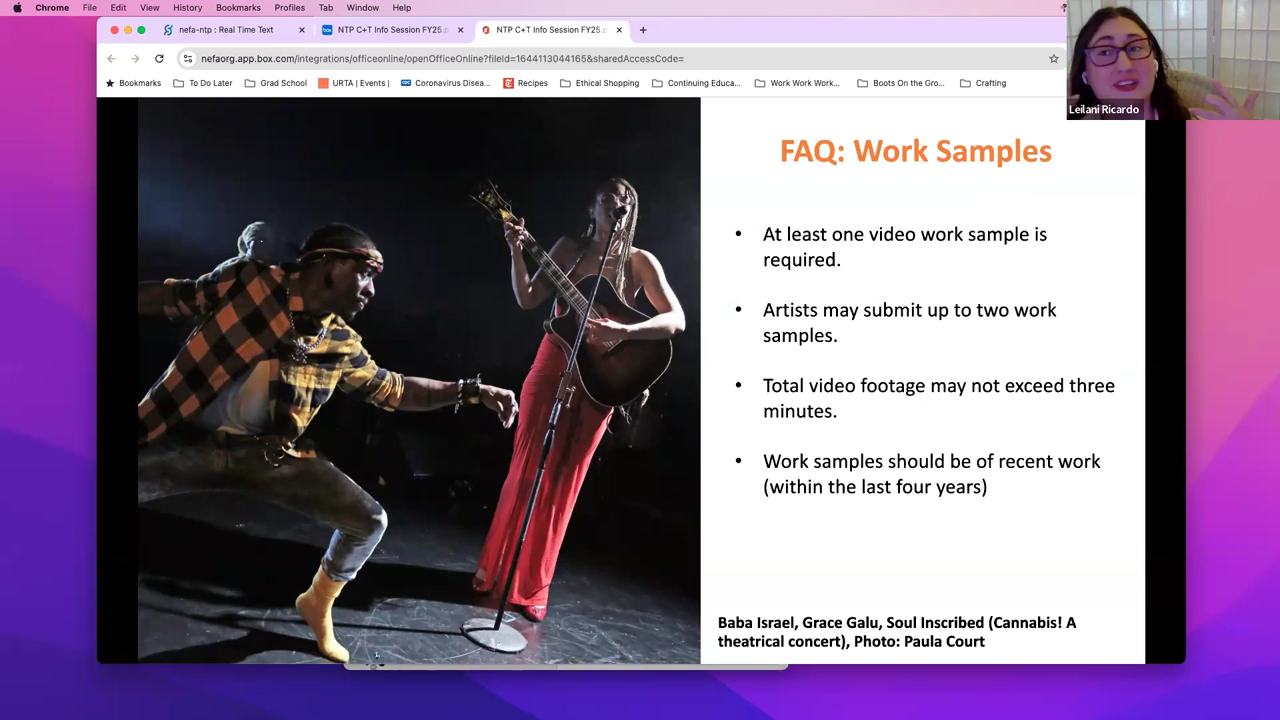 Chrome File Edit View History Bookmarks Profiles Tab Window Help
nefa-ntp : Real Time Text
NTP C+T Info Session FY25.p
NTP C+T Info Session FY25.p
nefaorg.app.box.com/integrations/officeonline/openOfficeOnline?fileId=1644113044165&sharedAccessCode=
Bookmarks To Do Later Grad School URTA | Events | Coronavirus Disea... Recipes Ethical Shopping Continuing Educa... Work Work Work... Boots On the Gro... Crafting
Leilani Ricardo
FAQ: Work Samples
• At least one video work sample is
required.
• Artists may submit up to two work
samples.
• Total video footage may not exceed three
minutes.
• Work samples should be of recent work
(within the last four years)
Baba Israel, Grace Galu, Soul Inscribed (Cannabis! A
theatrical concert), Photo: Paula Court